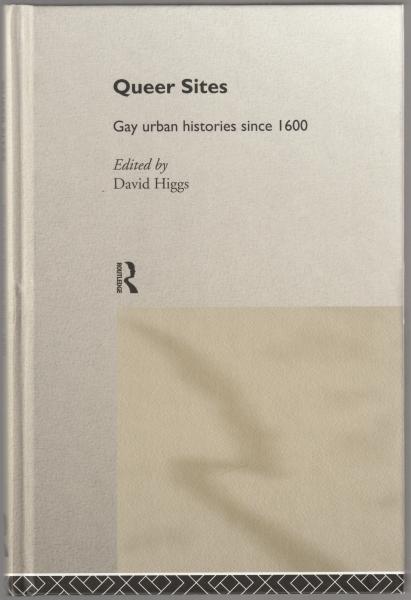 Queer Sites
Gay urban histories since 1600
Edited by
David Higgs
ROUTLEDGE